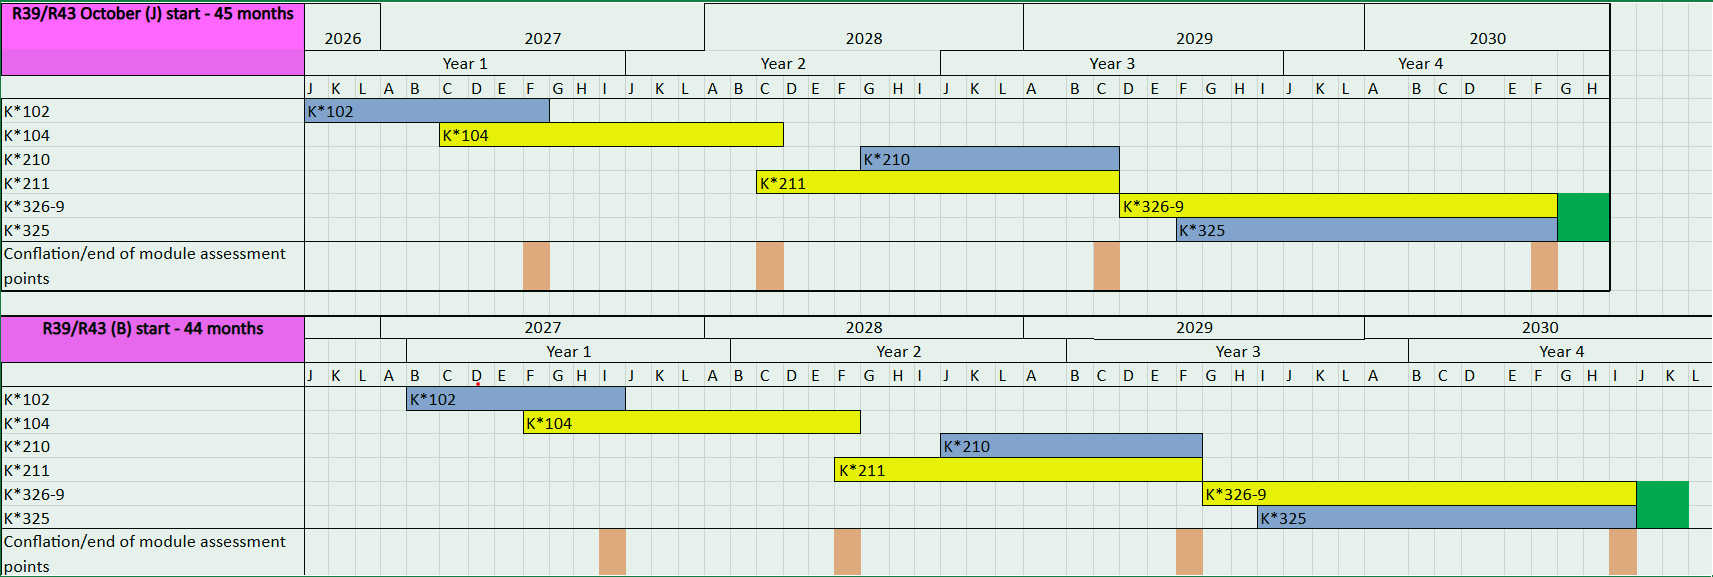 R39/R43 October (J) start - 45 months
2026 2027 2028 2029 2030
Year 1 Year 2 Year 3 Year 4
J K L A B C D E F G H I J K L A B C D E F G H I J K L A B C D E F G H I J K L A B C D E F G H
K*102 K*102
K*104 K*104
K*210 K*210
K*211 K*211
K*326-9 K*326-9
K*325 K*325
Conflation/end of module assessment
points
R39/R43 (B) start - 44 months
2027 2028 2029 2030
Year 1 Year 2 Year 3 Year 4
J K L A B C D E F G H I J K L A B C D E F G H I J K L A B C D E F G H I J K L A B C D E F G H I J K L
K*102 K*102
K*104 K*104
K*210 K*210
K*211 K*211
K*326-9 K*326-9
K*325 K*325
Conflation/end of module assessment
points